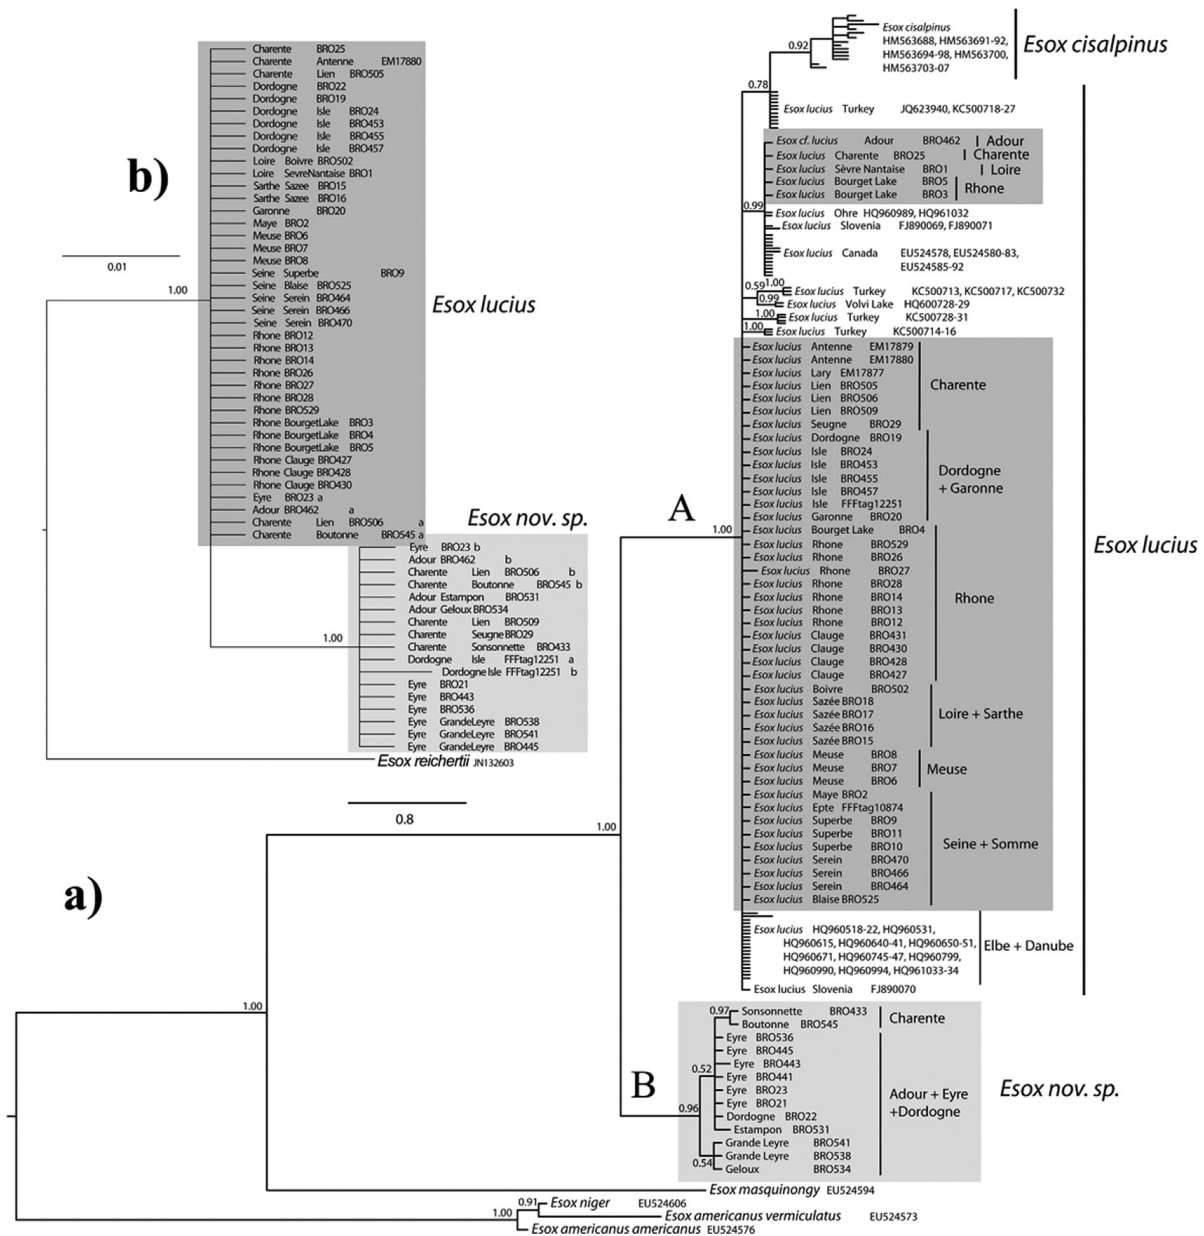 b)
Charente BRO25
Charente Antenne EM17880
Charente Lien BRO505
Dordogne BRO22
Dordogne BRO19
Dordogne Isle BRO24
Dordogne Isle BRO453
Dordogne Isle BRO455
Dordogne Isle BRO457
Loire Boivre BRO502
Loire SevreNantaise BRO1
Sarthe Sazee BRO15
Sarthe Sazee BRO16
Garonne BRO20
Maye BRO2
Meuse BRO6
Meuse BRO7
Meuse BRO8
Seine Superbe BRO9
Seine Blaise BRO525
Seine Serein BRO464
Seine Serein BRO466
Seine Serein BRO470
Rhone BRO12
Rhone BRO13
Rhone BRO14
Rhone BRO26
Rhone BRO27
Rhone BRO28
Rhone BRO529
Rhone BourgetLake BRO3
Rhone BourgetLake BRO4
Rhone BourgetLake BRO5
Rhone Clauge BRO427
Rhone Clauge BRO428
Rhone Clauge BRO430
Eyre BRO23 a
Adour BRO462 a
Charente Lien BRO506 a
Charente Boutonne BRO545 a
0.01
1.00
Esox lucius
Esox nov. sp.
Eyre BRO23 b
Adour BRO462 b
Charente Lien BRO506 b
Charente Boutonne BRO545 b
Adour Estampon BRO531
Adour Geloux BRO534
Charente Lien BRO509
Charente Seugne BRO29
Charente Sonsonnette BRO433
Dordogne Isle FFFtag12251 a
Dordogne Isle FFFtag12251 b
Eyre BRO21
Eyre BRO443
Eyre BRO536
Eyre GrandeLeyre BRO538
Eyre GrandeLeyre BRO541
Eyre GrandeLeyre BRO445
1.00
Esox reichertii JN132603
0.8
a)
1.00
1.00
A
1.00
0.78
0.92
Esox cisalpinus
HM563688, HM563691-92,
HM563694-98, HM563700,
HM563703-07
Esox cisalpinus
Esox lucius Turkey JQ623940, KC500718-27
Esox cf. lucius Adour BRO462 Adour
Esox lucius Charente BRO25 Charente
Esox lucius Sèvre Nantaise BRO1 Loire
Esox lucius Bourget Lake BRO5
Esox lucius Bourget Lake BRO3
Rhone
0.99
Esox lucius Ohre HQ960989, HQ961032
Esox lucius Slovenia FJ890069, FJ890071
Esox lucius Canada EU524578, EU524580-83,
EU524585-92
0.59 1.00 Esox lucius Turkey KC500713, KC500717, KC500732
0.99 Esox lucius Volvi Lake HQ600728-29
1.00 Esox lucius Turkey KC500728-31
1.00 Esox lucius Turkey KC500714-16
Esox lucius Antenne EM17879
Esox lucius Antenne EM17880
Esox lucius Lary EM17877
Esox lucius Lien BRO505
Esox lucius Lien BRO506
Esox lucius Lien BRO509
Esox lucius Seugne BRO29
Charente
Esox lucius Dordogne BRO19
Esox lucius Isle BRO24
Esox lucius Isle BRO453
Esox lucius Isle BRO455
Esox lucius Isle BRO457
Esox lucius Isle FFFtag12251
Esox lucius Garonne BRO20
Dordogne
+ Garonne
Esox lucius Bourget Lake BRO4
Esox lucius Rhone BRO529
Esox lucius Rhone BRO26
Esox lucius Rhone BRO27
Esox lucius Rhone BRO28
Esox lucius Rhone BRO14
Esox lucius Rhone BRO13
Esox lucius Rhone BRO12
Esox lucius Clauge BRO431
Esox lucius Clauge BRO430
Esox lucius Clauge BRO428
Esox lucius Clauge BRO427
Rhone
Esox lucius Boivre BRO502
Esox lucius Sazée BRO18
Esox lucius Sazée BRO17
Esox lucius Sazée BRO16
Esox lucius Sazée BRO15
Loire + Sarthe
Esox lucius Meuse BRO8
Esox lucius Meuse BRO7
Esox lucius Meuse BRO6
Meuse
Esox lucius Maye BRO2
Esox lucius Epte FFFtag10874
Esox lucius Superbe BRO9
Esox lucius Superbe BRO11
Esox lucius Superbe BRO10
Esox lucius Serein BRO470
Esox lucius Serein BRO466
Esox lucius Serein BRO464
Esox lucius Blaise BRO525
Seine + Somme
Esox lucius HQ960518-22, HQ960531,
HQ960615, HQ960640-41, HQ960650-51,
HQ960671, HQ960745-47, HQ960799,
HQ960990, HQ960994, HQ961033-34
Elbe + Danube
Esox lucius Slovenia FJ890070
Esox lucius
B
0.96
0.97
0.52
0.54
Sonsonnette BRO433
Boutonne BRO545
Charente
Eyre BRO536
Eyre BRO445
Eyre BRO443
Eyre BRO441
Eyre BRO23
Eyre BRO21
Dordogne BRO22
Estampon BRO531
Grande Leyre BRO541
Grande Leyre BRO538
Geloux BRO534
Adour + Eyre
+Dordogne
Esox nov. sp.
Esox masquinongy EU524594
0.91 Esox niger EU524606
1.00 Esox americanus vermiculatus EU524573
Esox americanus americanus EU524576